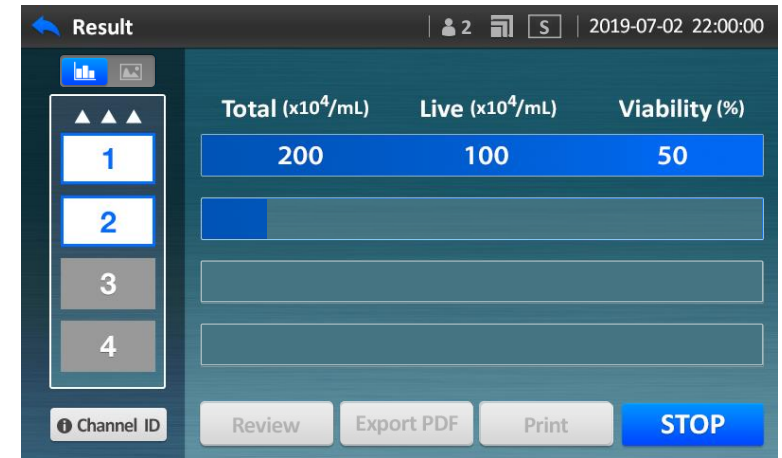 Result 2 S 2019-07-02 22:00:00
Total (x10⁴/mL) Live (x10⁴/mL) Viability (%)
1 200 100 50
2
3
4
Channel ID Review Export PDF Print STOP